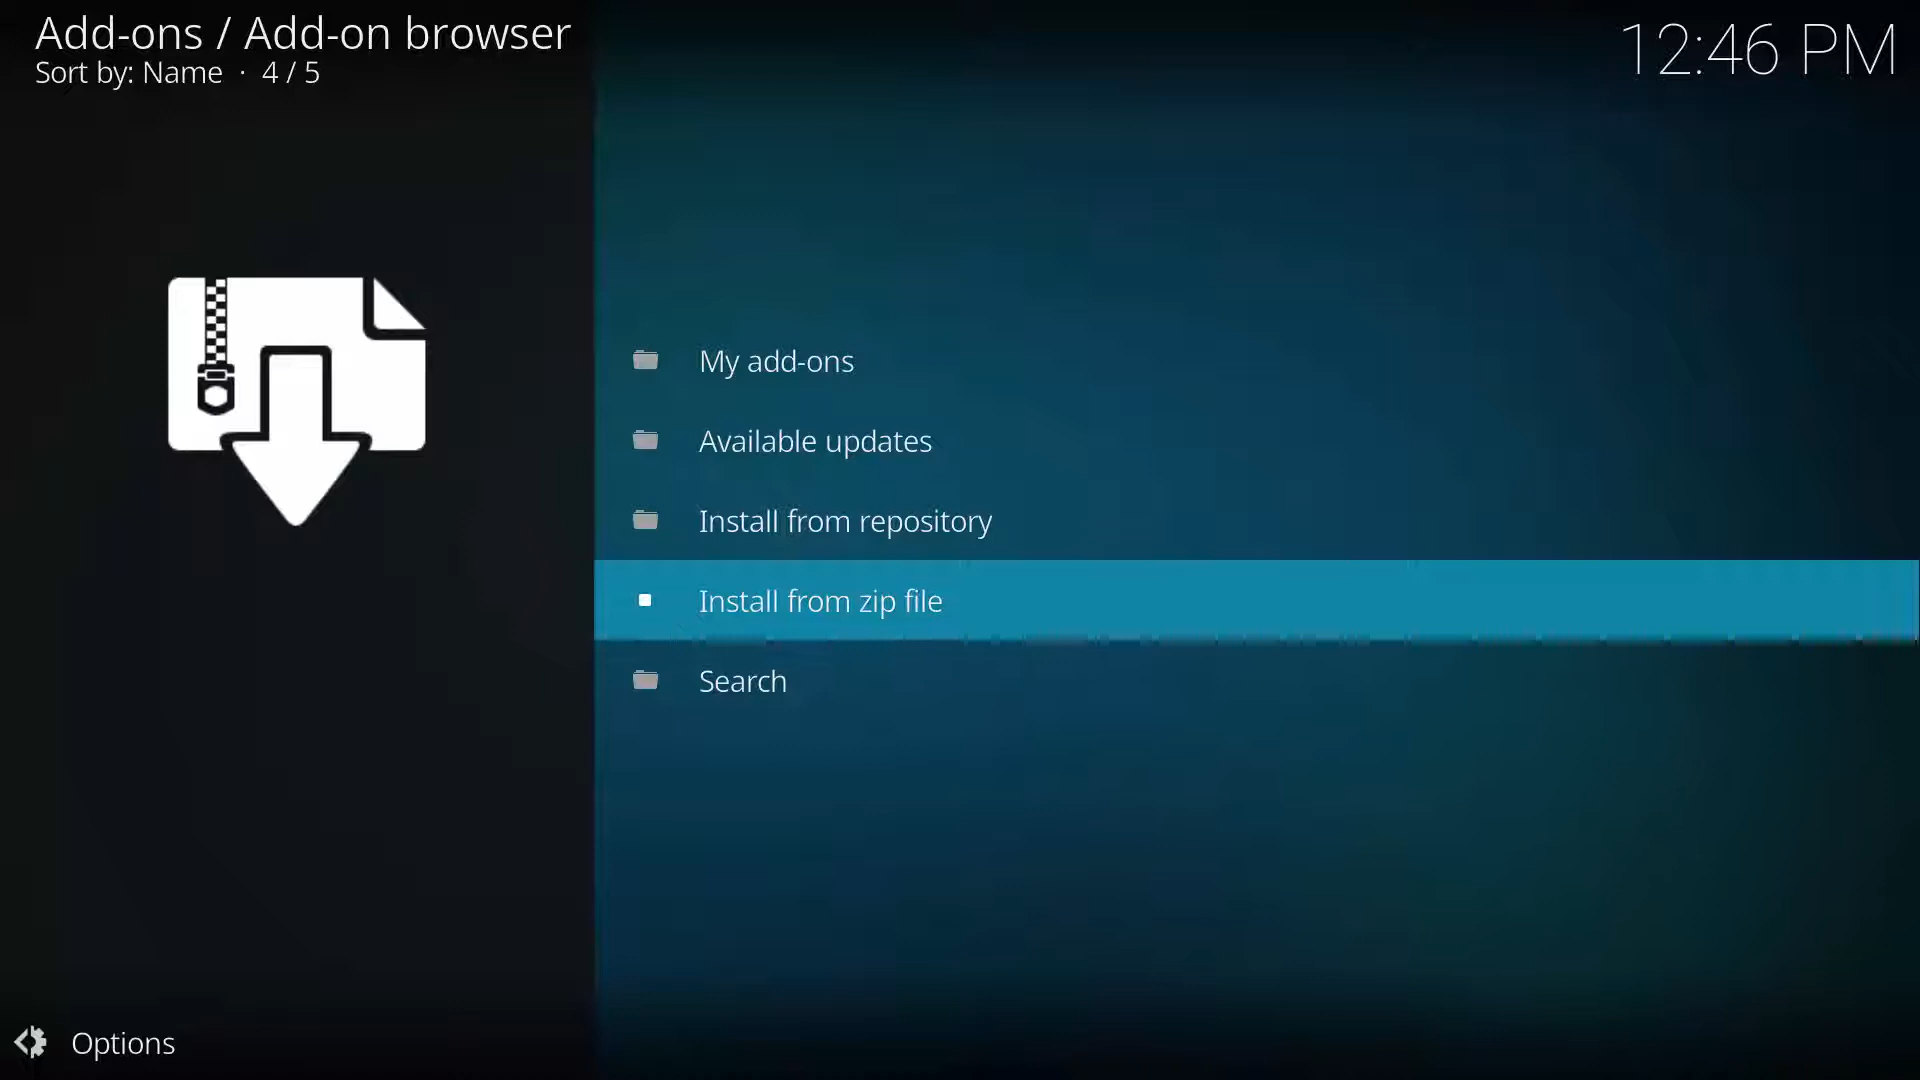 Add-ons / Add-on browser
Sort by: Name · 4 / 5
12:46 PM
My add-ons
Available updates
Install from repository
Install from zip file
Search
Options